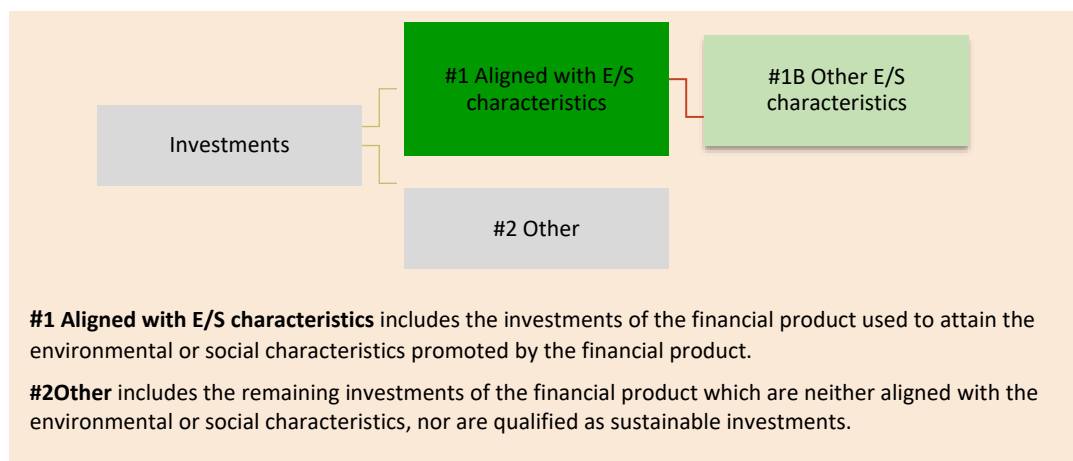 #1 Aligned with E/S
characteristics
#1B Other E/S
characteristics
Investments
#2 Other
#1 Aligned with E/S characteristics includes the investments of the financial product used to attain the
environmental or social characteristics promoted by the financial product.
#2Other includes the remaining investments of the financial product which are neither aligned with the
environmental or social characteristics, nor are qualified as sustainable investments.